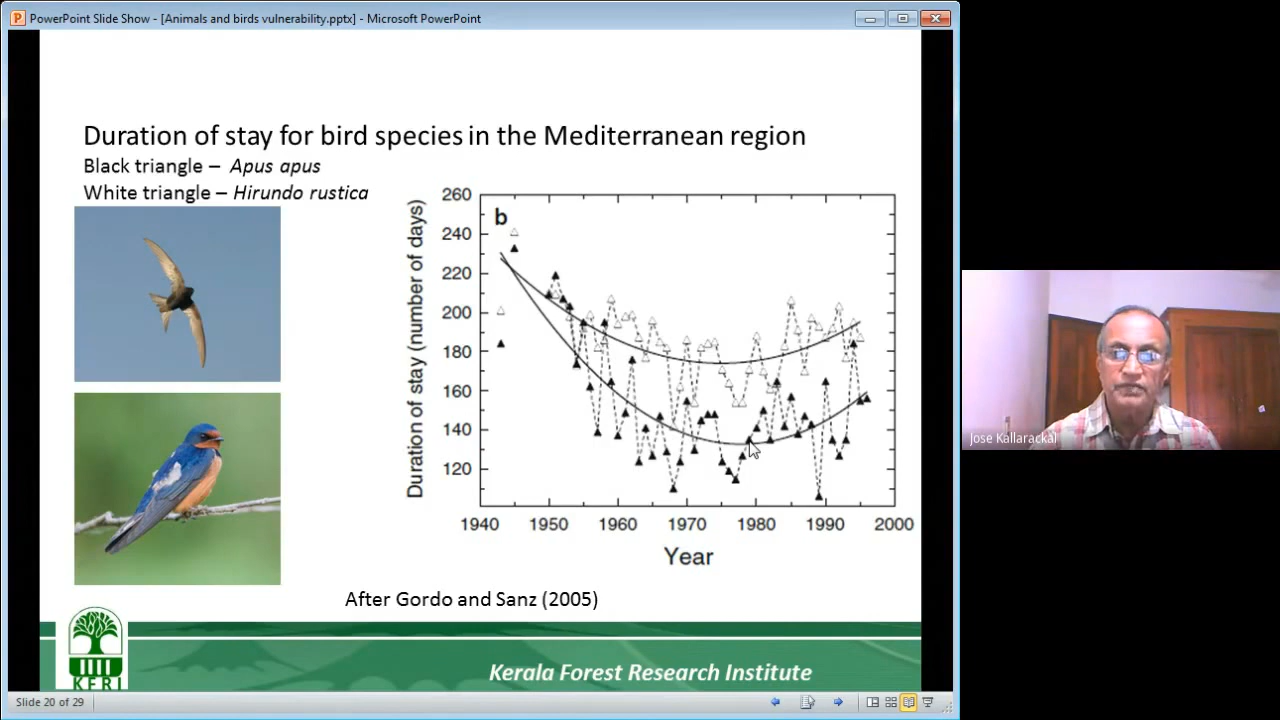 PowerPoint Slide Show - [Animals and birds vulnerability.pptx] - Microsoft PowerPoint
Duration of stay for bird species in the Mediterranean region
Black triangle – Apus apus
White triangle – Hirundo rustica
b
Duration of stay (number of days)
260
240
220
200
180
160
140
120
1940 1950 1960 1970 1980 1990 2000
Year
After Gordo and Sanz (2005)
KFRI
Kerala Forest Research Institute
Slide 20 of 29
Jose Kallarackal